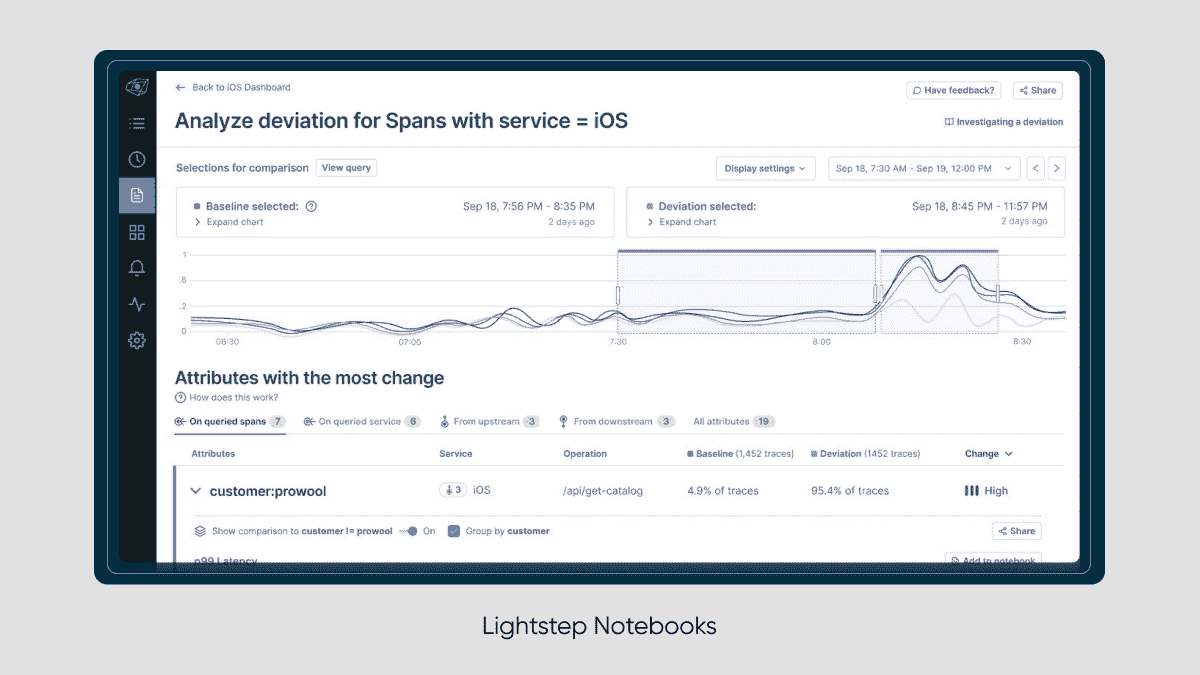 Back to iOS Dashboard
Have feedback?
Share
Analyze deviation for Spans with service = iOS
Investigating a deviation
Selections for comparison
View query
Display settings
Sep 18, 7:30 AM - Sep 19, 12:00 PM
Baseline selected:
Sep 18, 7:56 PM - 8:35 PM
Expand chart
2 days ago
Deviation selected:
Sep 18, 8:45 PM - 11:57 PM
Expand chart
2 days ago
1
.8
.2
0
06:30 07:00 7:30 8:00 8:30
Attributes with the most change
How does this work?
On queried spans 7 On queried service 6 From upstream 3 From downstream 3 All attributes 19
Attributes Service Operation Baseline (1,452 traces) Deviation (1452 traces) Change
customer:prowool 3 iOS /api/get-catalog 4.9% of traces 95.4% of traces High
Show comparison to customer != prowool On Group by customer Share
p99 Latency Add to notebook
Lightstep Notebooks